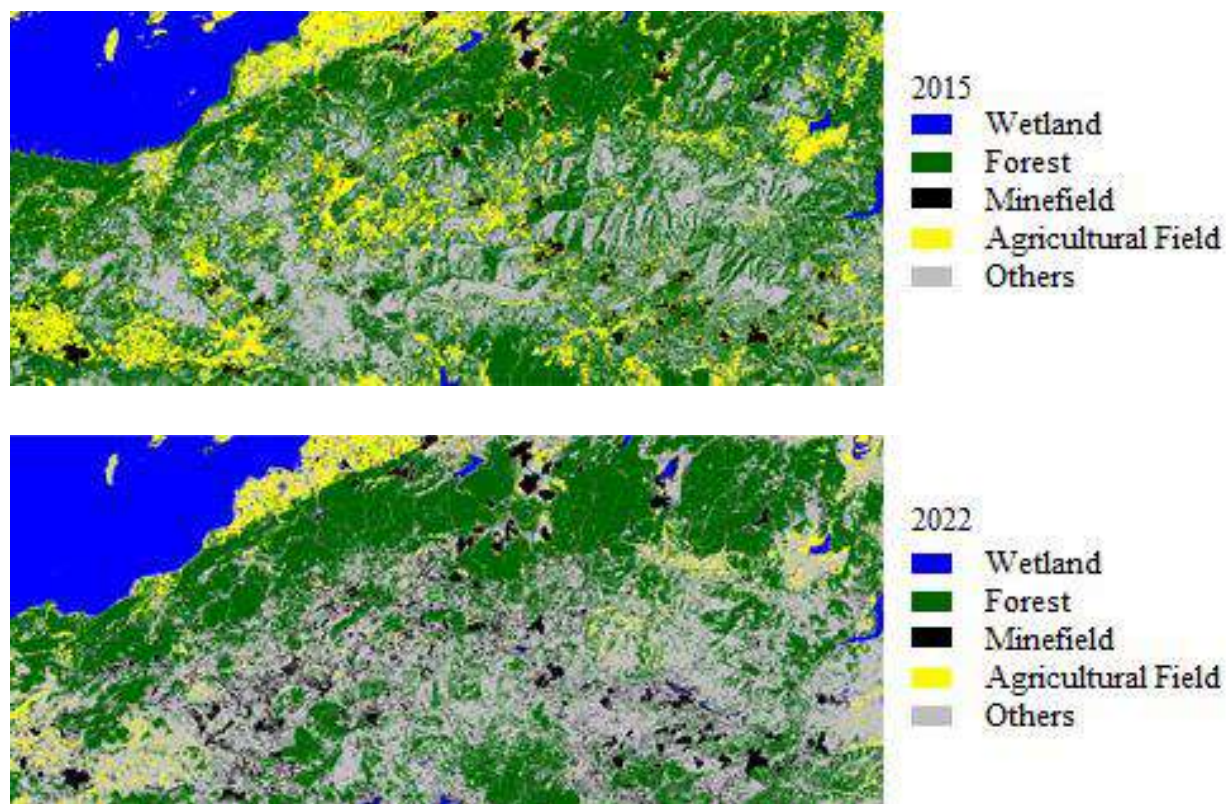 2015
Wetland
Forest
Minefield
Agricultural Field
Others
2022
Wetland
Forest
Minefield
Agricultural Field
Others